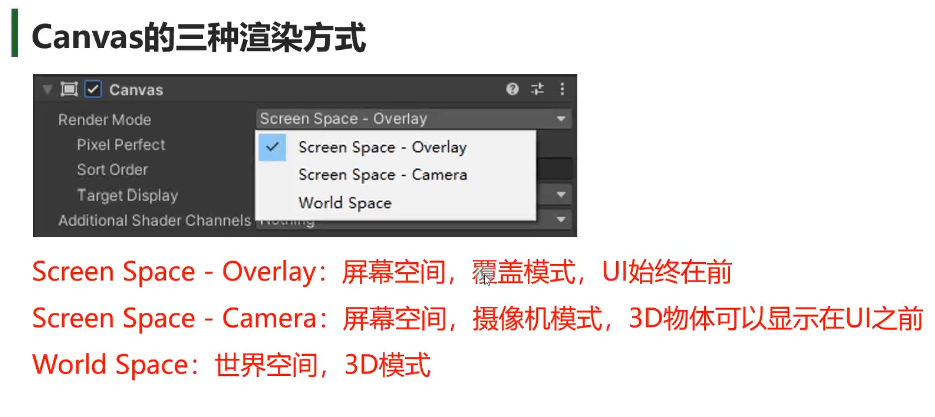 Canvas的三种渲染方式
Canvas
Render Mode
Screen Space - Overlay
Screen Space - Overlay
Pixel Perfect
Screen Space - Camera
Sort Order
World Space
Target Display
Additional Shader Channels Nothing
Screen Space - Overlay：屏幕空间，覆盖模式，UI始终在前
Screen Space - Camera：屏幕空间，摄像机模式，3D物体可以显示在UI之前
World Space：世界空间，3D模式